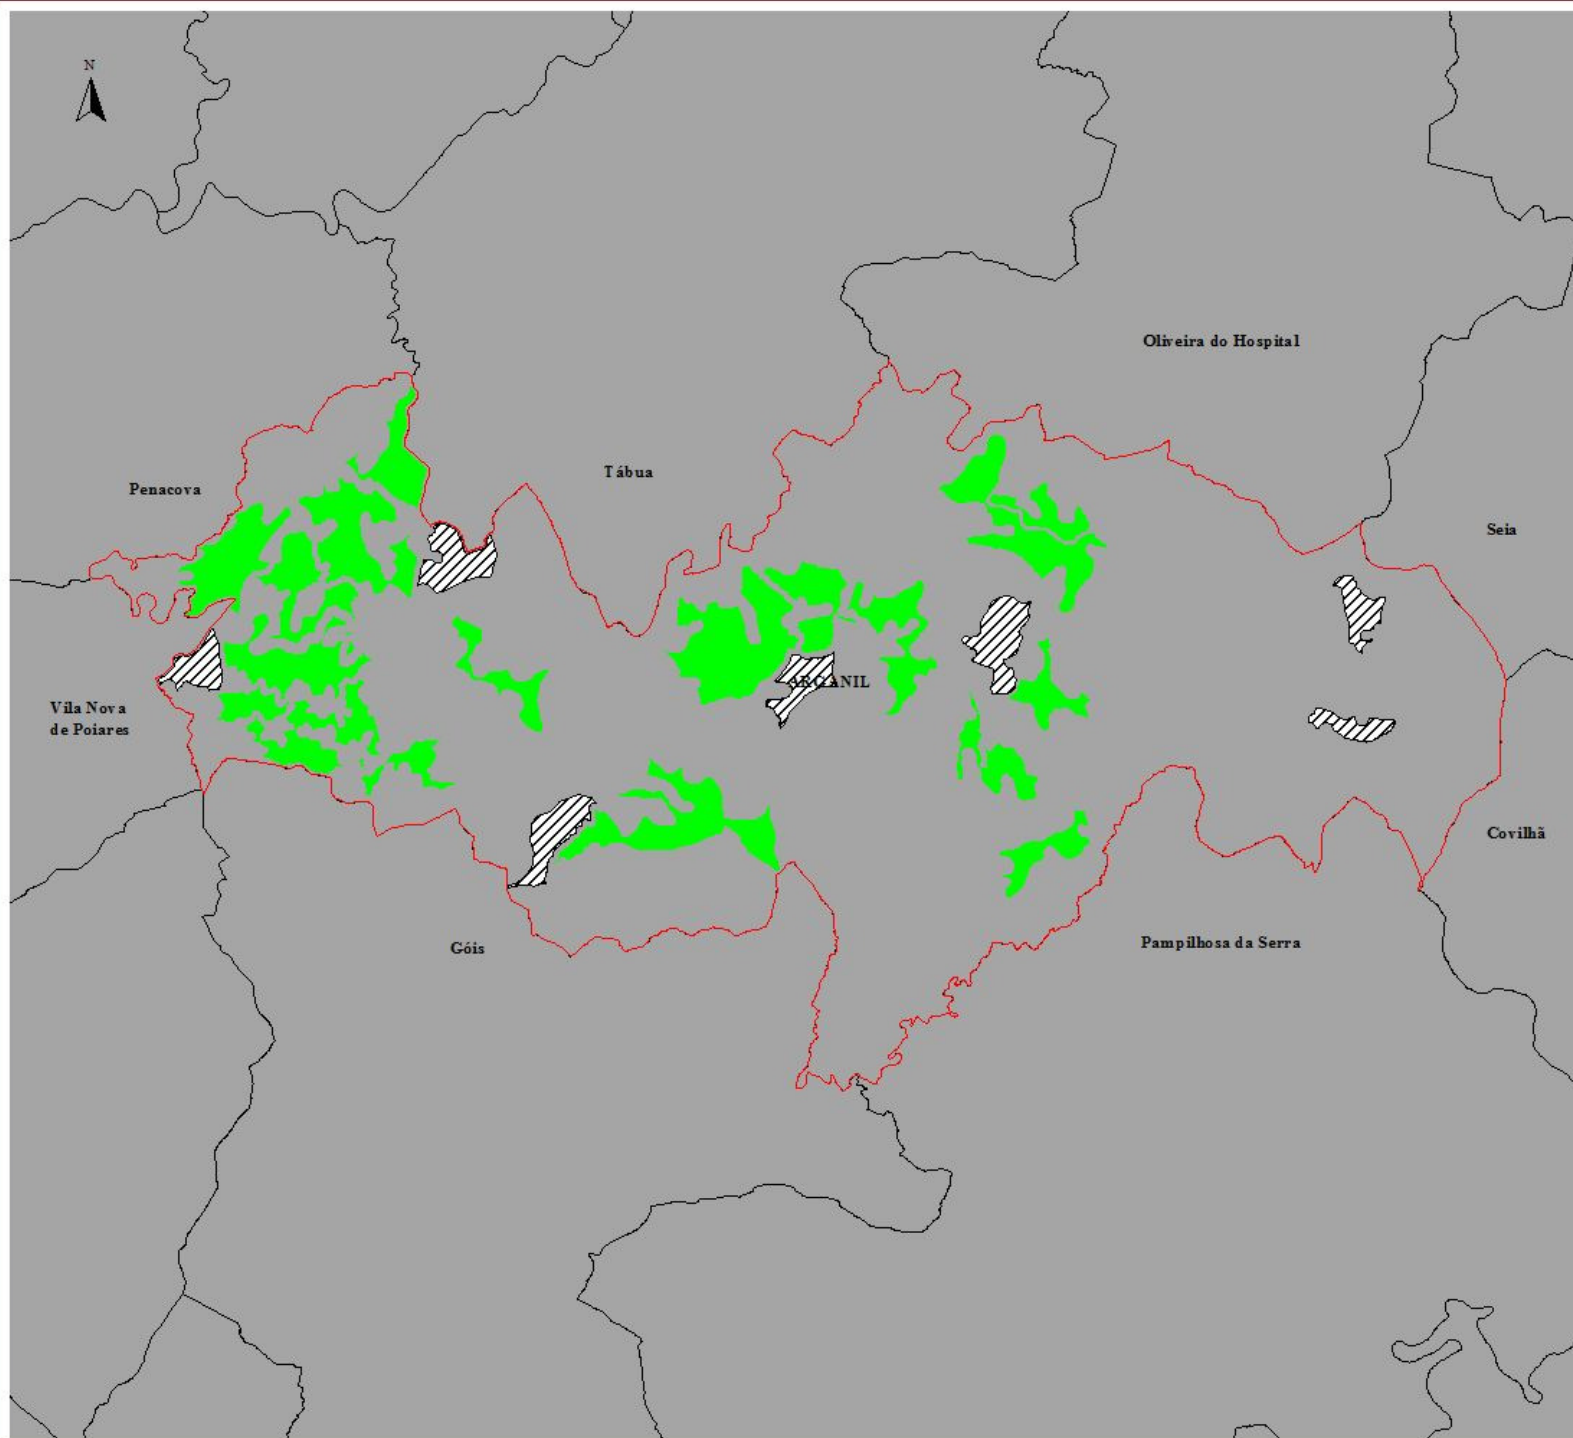 N
Oliveira do Hospital
Tábua
Penacova
Seia
ARGANIL
Vila Nova
de Poiares
Covilhã
Góis
Pampilhosa da Serra